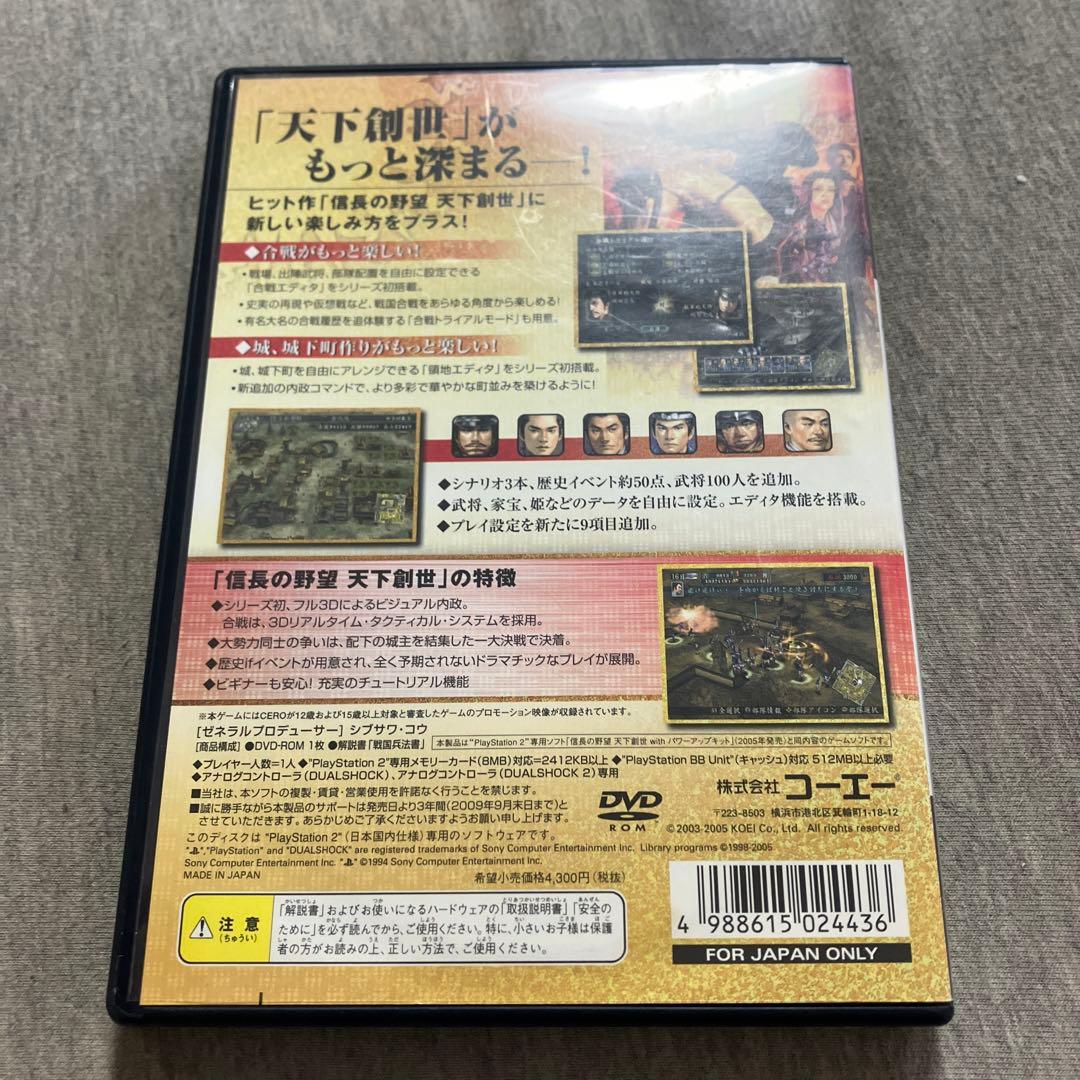 「天下創世」が
もっと深まる―!
ヒット作「信長の野望 天下創世」に
新しい楽しみ方をプラス!
◆合戦がもっと楽しい!
・戦場、出陣武将、部隊配置を自由に設定できる
「合戦エディタ」をシリーズ初搭載。
・史実の再現や仮想戦など、戦国合戦をあらゆる角度から楽しめる!
・有名大名の合戦履歴を追体験する「合戦トライアルモード」も用意。
◆城、城下町作りがもっと楽しい!
・城、城下町を自由にアレンジできる「領地エディタ」をシリーズ初搭載。
・新追加の内政コマンドで、より多彩で華やかな町並みを築けるように!
◆シナリオ3本、歴史イベント約50点、武将100人を追加。
◆武将、家宝、姫などのデータを自由に設定。エディタ機能を搭載。
◆プレイ設定を新たに9項目追加。
「信長の野望 天下創世」の特徴
◆シリーズ初、フル3Dによるビジュアル内政。
合戦は、3Dリアルタイム・タクティカル・システムを採用。
◆大勢力同士の争いは、配下の城主を結集した一大決戦で決着。
◆歴史ifイベントが用意され、全く予期されないドラマチックなプレイが展開。
◆ビギナーも安心! 充実のチュートリアル機能
16日
3000
全選択 部隊情報 部隊アイコン 部隊選択
※本ゲームにはCEROが12歳および15歳以上対象と審査したゲームのプロモーション映像が収録されています。
[ゼネラルプロデューサー] シブサワ・コウ
[商品構成] ●DVD-ROM 1枚 ●解説書「戦国兵法書」
本製品は"PlayStation 2"専用ソフト「信長の野望 天下創世 with パワーアップキット」(2005年発売)と同内容のゲームソフトです。
◆プレイヤー人数=1人 ◆"PlayStation 2"専用メモリーカード(8MB)対応=2412KB以上 ◆"PlayStation BB Unit"(キャッシュ)対応 512MB以上必要
◆アナログコントローラ(DUALSHOCK)、アナログコントローラ(DUALSHOCK 2)専用
■当社は、本ソフトの複製・賃貸・営業使用を許諾なく行うことを禁じます。
■誠に勝手ながら本製品のサポートは発売日より3年間(2009年9月末日まで)と
させていただきます。あらかじめご了承くださいますようお願い申し上げます。
このディスクは "PlayStation 2" (日本国内仕様) 専用のソフトウェアです。
DVD
ROM
株式会社 コーエー®
〒223-8503 横浜市港北区箕輪町1-18-12
© 2003-2005 KOEI Co., Ltd. All rights reserved.
","PlayStation" and "DUALSHOCK" are registered trademarks of Sony Computer Entertainment Inc. Library programs ©1998-2005
Sony Computer Entertainment Inc. " ©1994 Sony Computer Entertainment Inc.
MADE IN JAPAN
希望小売価格4,300円(税抜)
注意
(ちゅうい)
「解説書」およびお使いになるハードウェアの「取扱説明書」「安全の
ために」を必ず読んでから、ご使用ください。特に、小さいお子様は保護
者の方がお読みの上、正しい方法で、ご使用ください。
4 988615 024436
FOR JAPAN ONLY